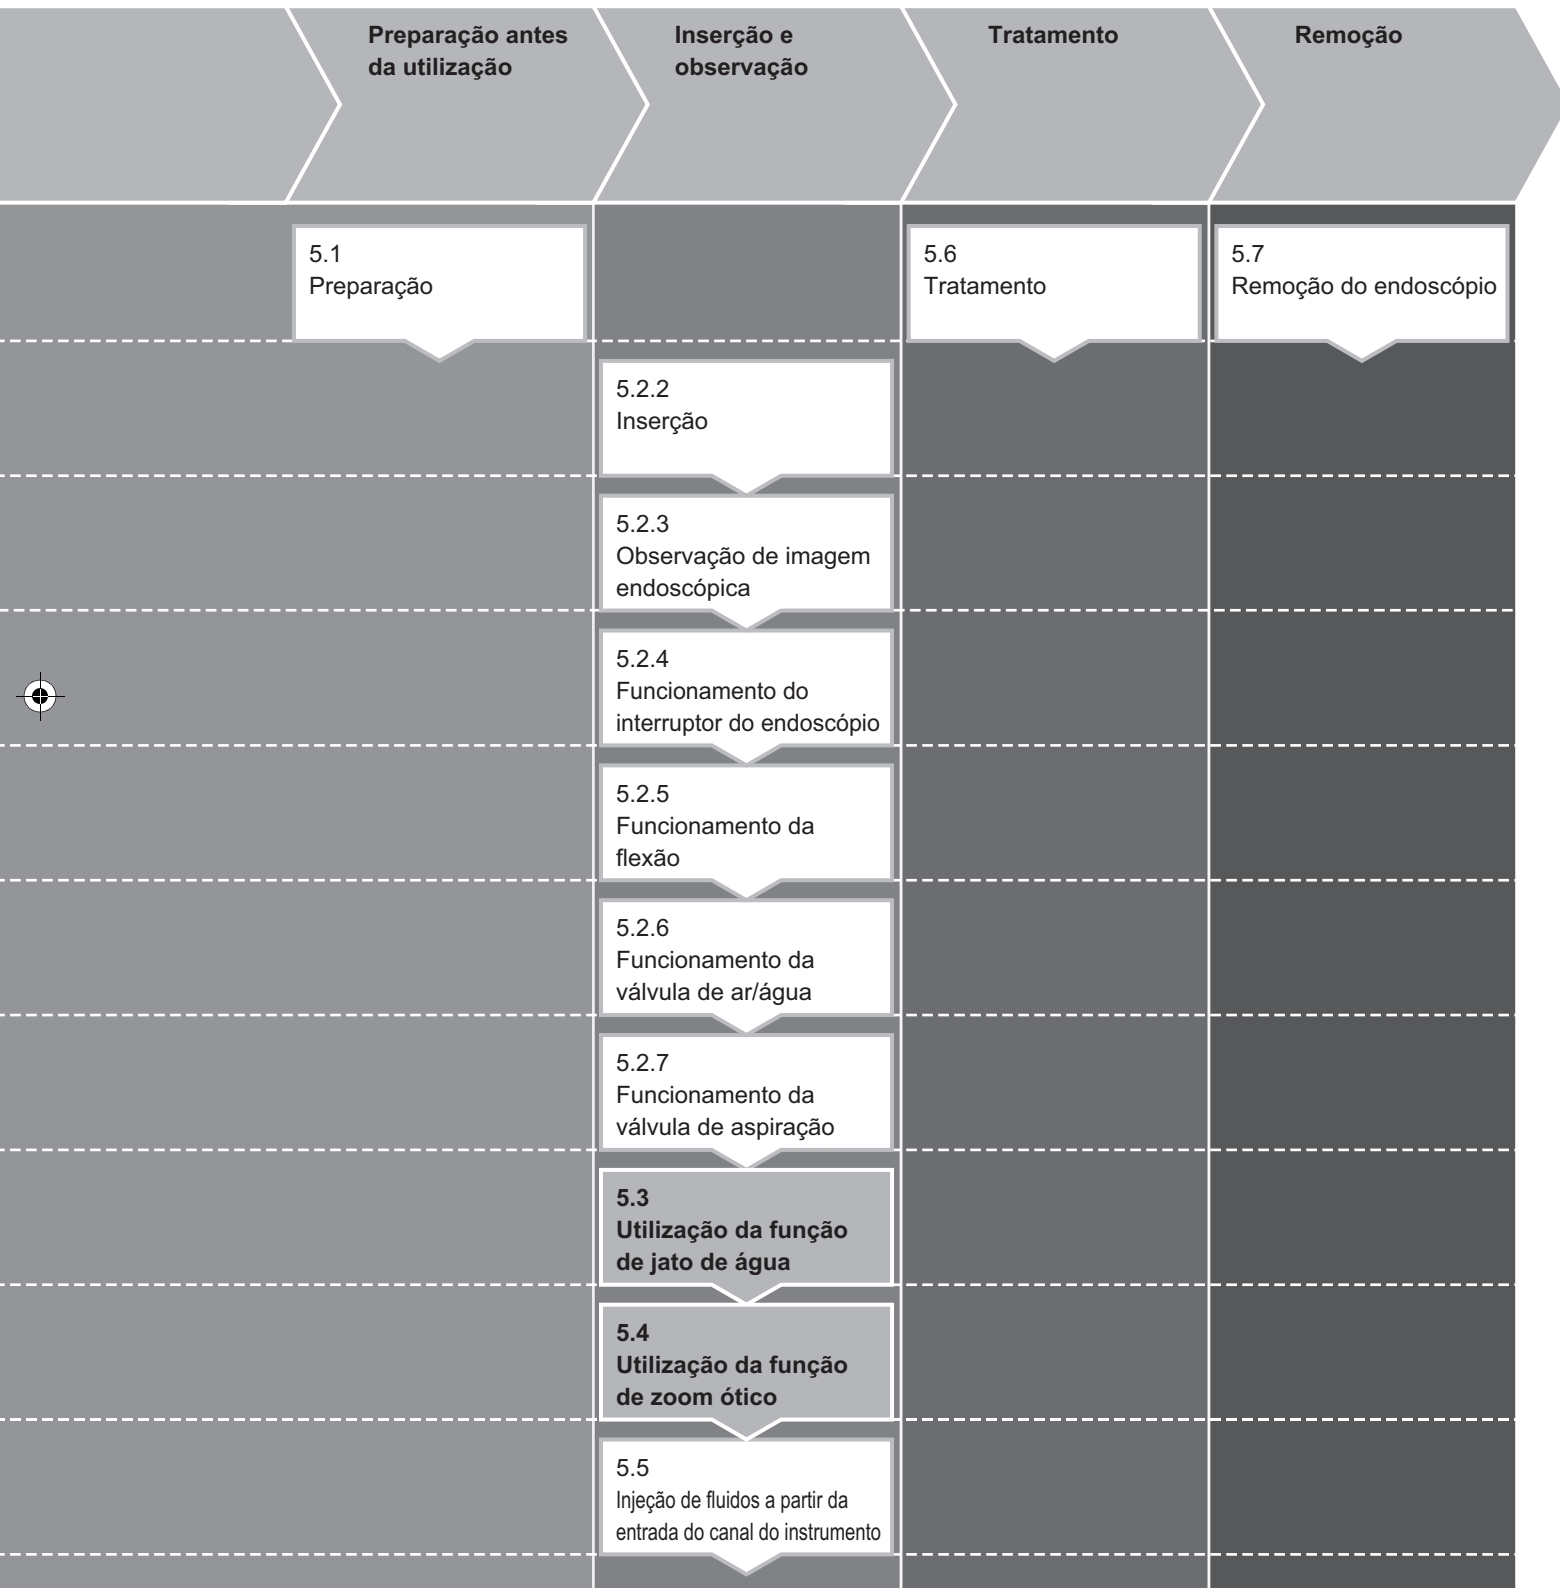 Preparação antes
da utilização
Inserção e
observação
Tratamento
Remoção
5.1
Preparação
5.6
Tratamento
5.7
Remoção do endoscópio
5.2.2
Inserção
5.2.3
Observação de imagem
endoscópica
5.2.4
Funcionamento do
interruptor do endoscópio
5.2.5
Funcionamento da
flexão
5.2.6
Funcionamento da
válvula de ar/água
5.2.7
Funcionamento da
válvula de aspiração
5.3
Utilização da função
de jato de água
5.4
Utilização da função
de zoom ótico
5.5
Injeção de fluidos a partir da
entrada do canal do instrumento